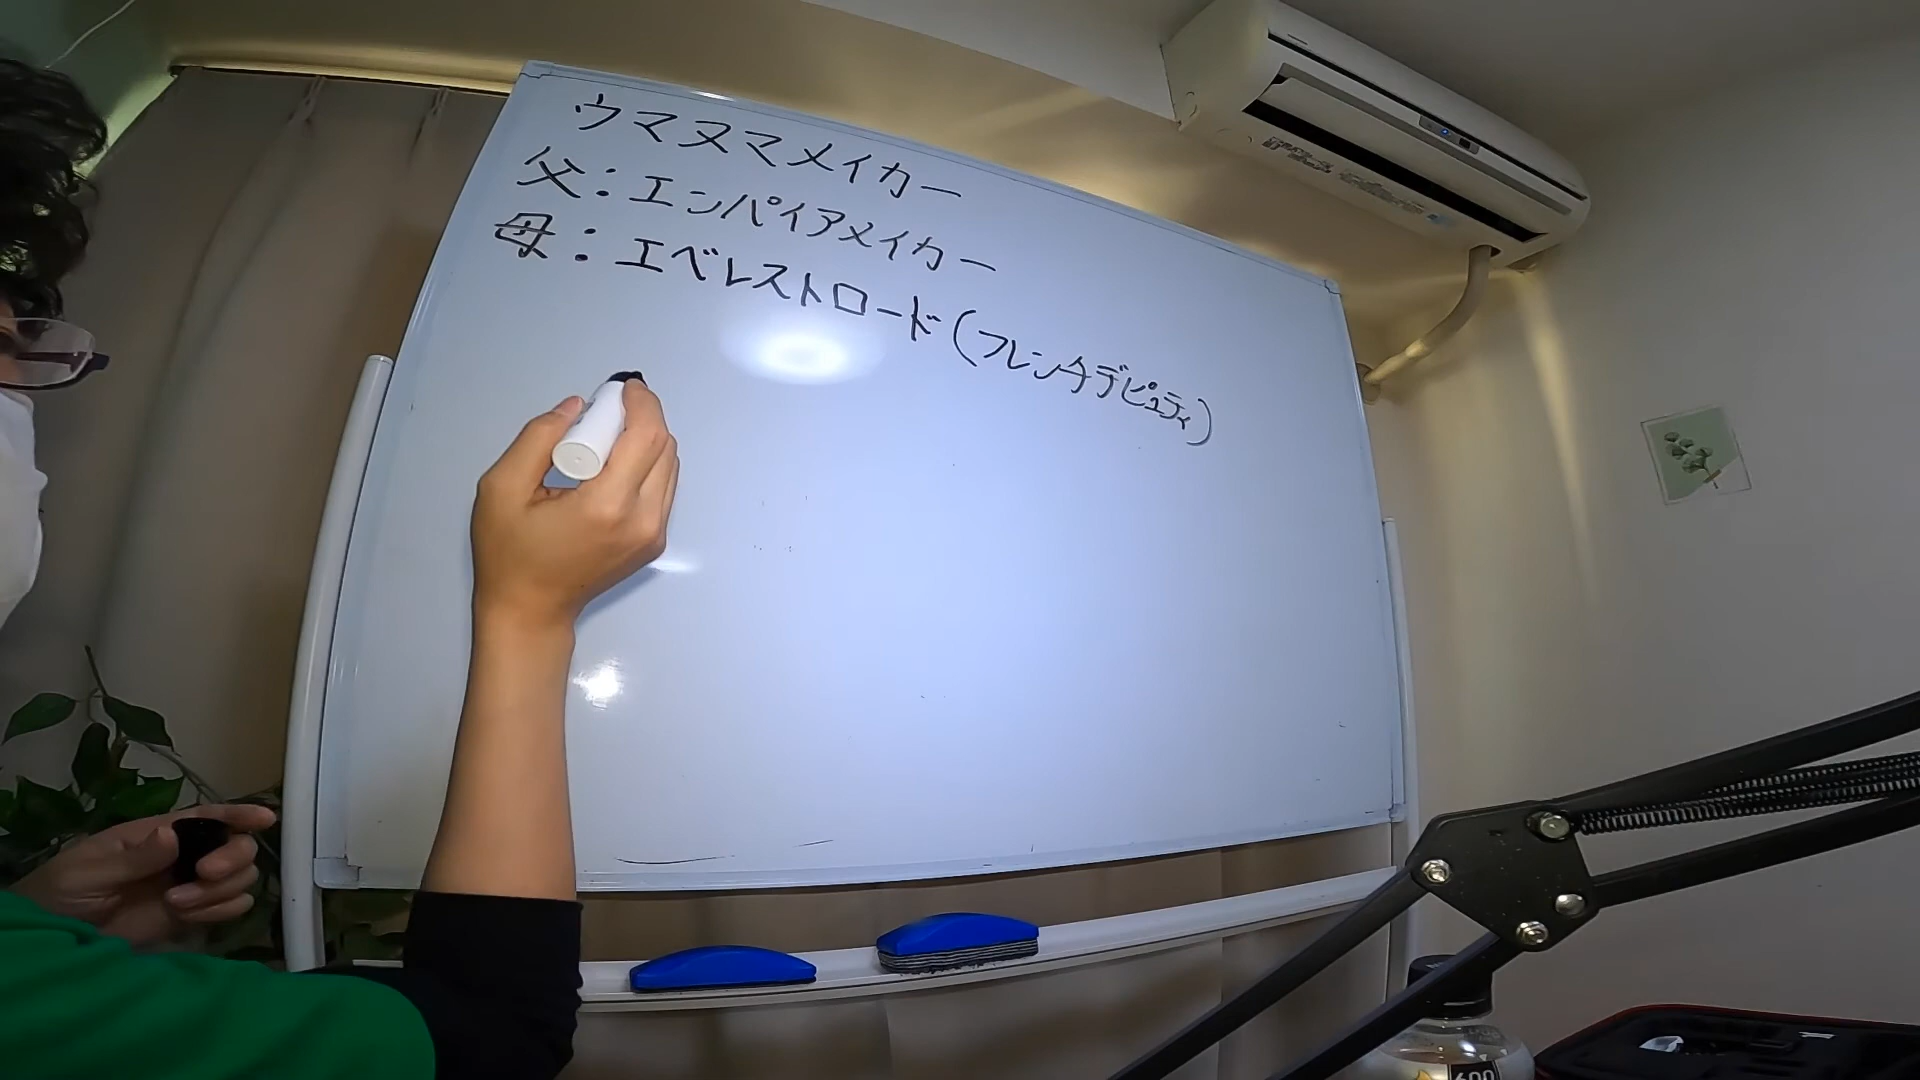 ウマヌマメイカー
父：エンパイアメイカー
母：エベレストロード(フレンチデピュティ)
600